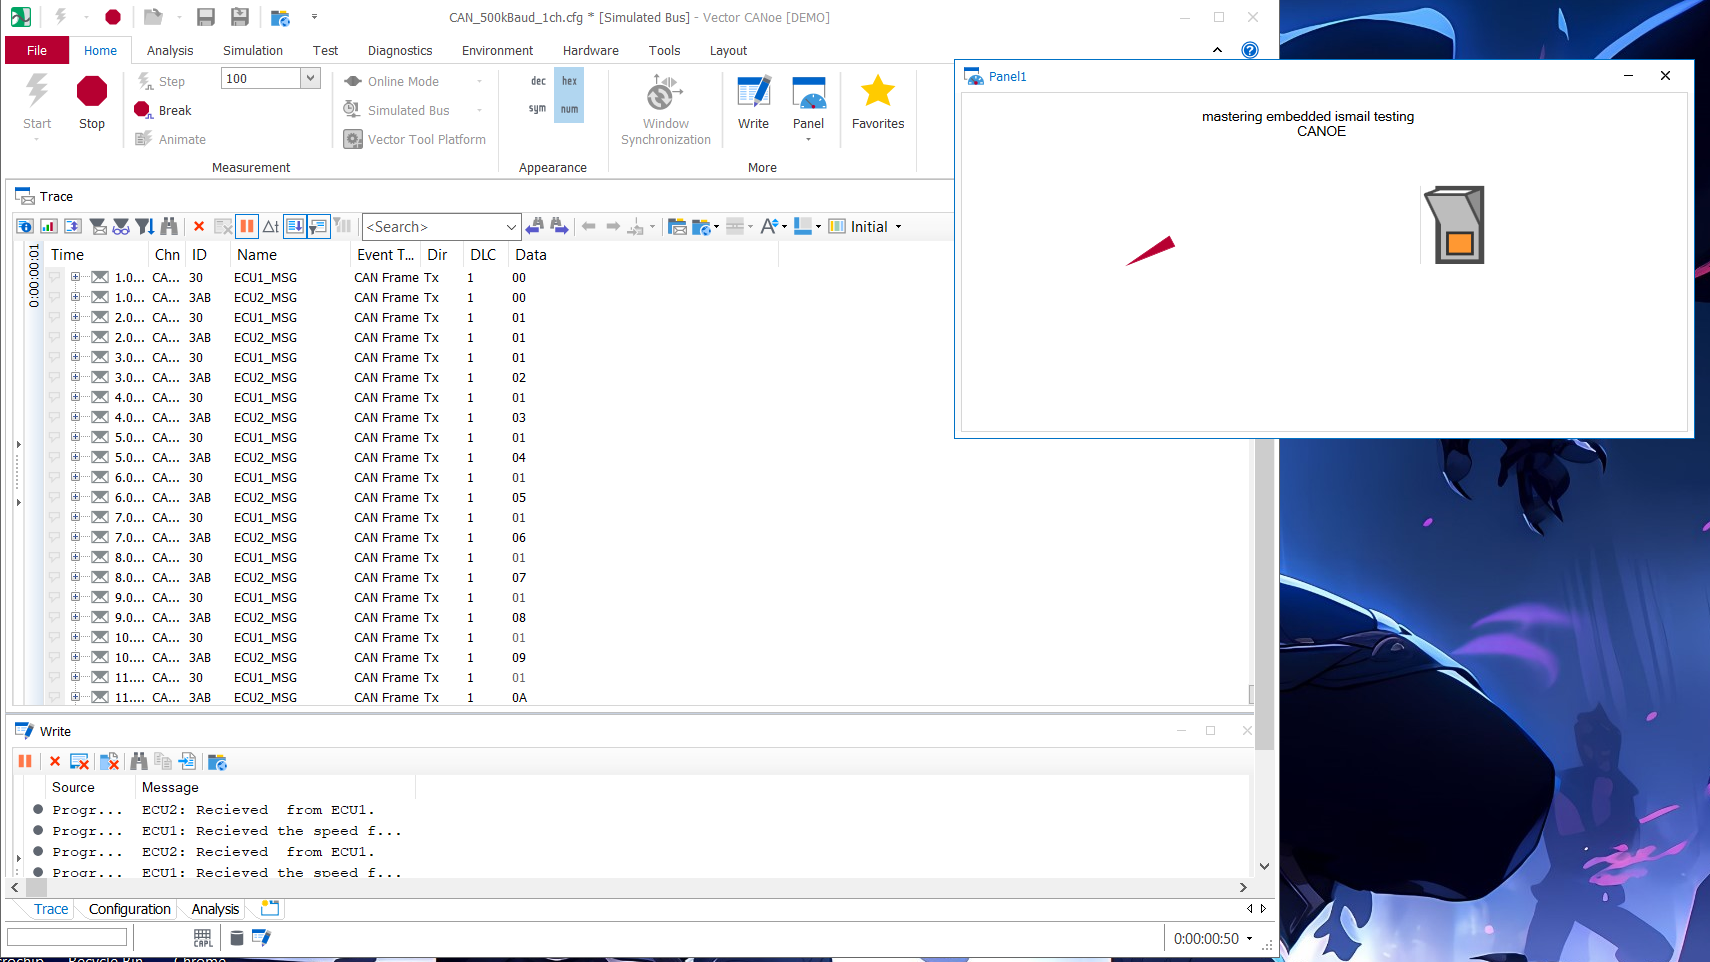 CAN_500kBaud_1ch.cfg * [Simulated Bus] - Vector CANoe [DEMO]
File Home Analysis Simulation Test Diagnostics Environment Hardware Tools Layout
Start
Stop
Step
Break
Animate
100
Online Mode
Simulated Bus
Vector Tool Platform
dec hex
sym num
Window
Synchronization
Write
Panel
Favorites
Measurement
Appearance
More
Panel1
mastering embedded ismail testing
CANOE
Trace
<Search>
Initial
0:00:00:01
Time Chn ID Name Event T... Dir DLC Data
1.0... CA... 30 ECU1_MSG CAN Frame Tx 1 00
1.0... CA... 3AB ECU2_MSG CAN Frame Tx 1 00
2.0... CA... 30 ECU1_MSG CAN Frame Tx 1 01
2.0... CA... 3AB ECU2_MSG CAN Frame Tx 1 01
3.0... CA... 30 ECU1_MSG CAN Frame Tx 1 01
3.0... CA... 3AB ECU2_MSG CAN Frame Tx 1 02
4.0... CA... 30 ECU1_MSG CAN Frame Tx 1 01
4.0... CA... 3AB ECU2_MSG CAN Frame Tx 1 03
5.0... CA... 30 ECU1_MSG CAN Frame Tx 1 01
5.0... CA... 3AB ECU2_MSG CAN Frame Tx 1 04
6.0... CA... 30 ECU1_MSG CAN Frame Tx 1 01
6.0... CA... 3AB ECU2_MSG CAN Frame Tx 1 05
7.0... CA... 30 ECU1_MSG CAN Frame Tx 1 01
7.0... CA... 3AB ECU2_MSG CAN Frame Tx 1 06
8.0... CA... 30 ECU1_MSG CAN Frame Tx 1 01
8.0... CA... 3AB ECU2_MSG CAN Frame Tx 1 07
9.0... CA... 30 ECU1_MSG CAN Frame Tx 1 01
9.0... CA... 3AB ECU2_MSG CAN Frame Tx 1 08
10.... CA... 30 ECU1_MSG CAN Frame Tx 1 01
10.... CA... 3AB ECU2_MSG CAN Frame Tx 1 09
11.... CA... 30 ECU1_MSG CAN Frame Tx 1 01
11.... CA... 3AB ECU2_MSG CAN Frame Tx 1 0A
Write
Source Message
Progr... ECU2: Recieved  from ECU1.
Progr... ECU1: Recieved the speed f...
Progr... ECU2: Recieved  from ECU1.
Progr... ECU1: Recieved the speed f...
Trace Configuration Analysis
CAPL
0:00:00:50
Recycle Bin Chrome